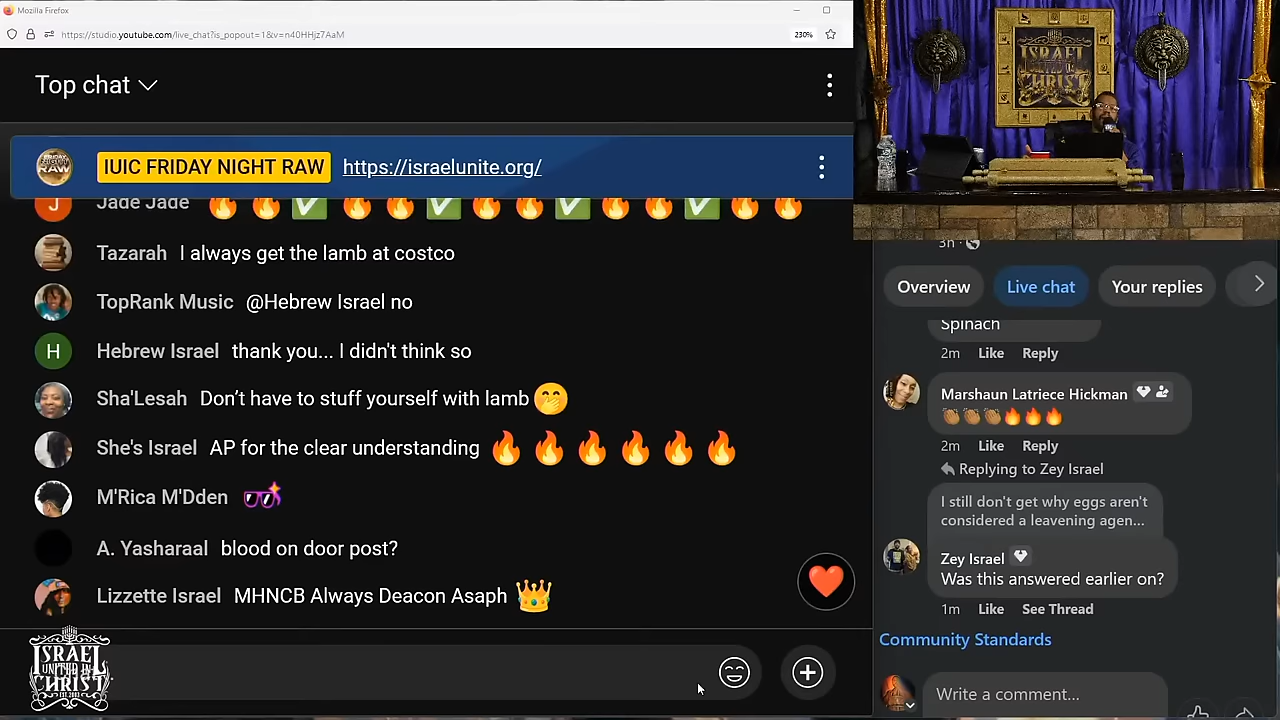 Mozilla Firefox
https://studio.youtube.com/live_chat?is_popout=1&v=n40HHjz7AaM
230%
Top chat
IUIC FRIDAY NIGHT RAW https://israelunite.org/
Jade Jade
Tazarah I always get the lamb at costco
TopRank Music @Hebrew Israel no
H Hebrew Israel thank you... I didn't think so
Sha'Lesah Don’t have to stuff yourself with lamb 🤭
She's Israel AP for the clear understanding 🔥 🔥 🔥 🔥 🔥 🔥
M'Rica M'Dden
A. Yasharaal blood on door post?
Lizzette Israel MHNCB Always Deacon Asaph 👑
ISRAEL
UNITED IN
CHRIST
EST. 2003
ISRAEL
UNITED IN
CHRIST
3h
Overview
Live chat
Your replies
Spinach
2m Like Reply
Marshaun Latriece Hickman
👏🏾👏🏾👏🏾🔥🔥🔥
2m Like Reply
Replying to Zey Israel
I still don't get why eggs aren't
considered a leavening agen...
Zey Israel
Was this answered earlier on?
1m Like See Thread
Community Standards
Write a comment...